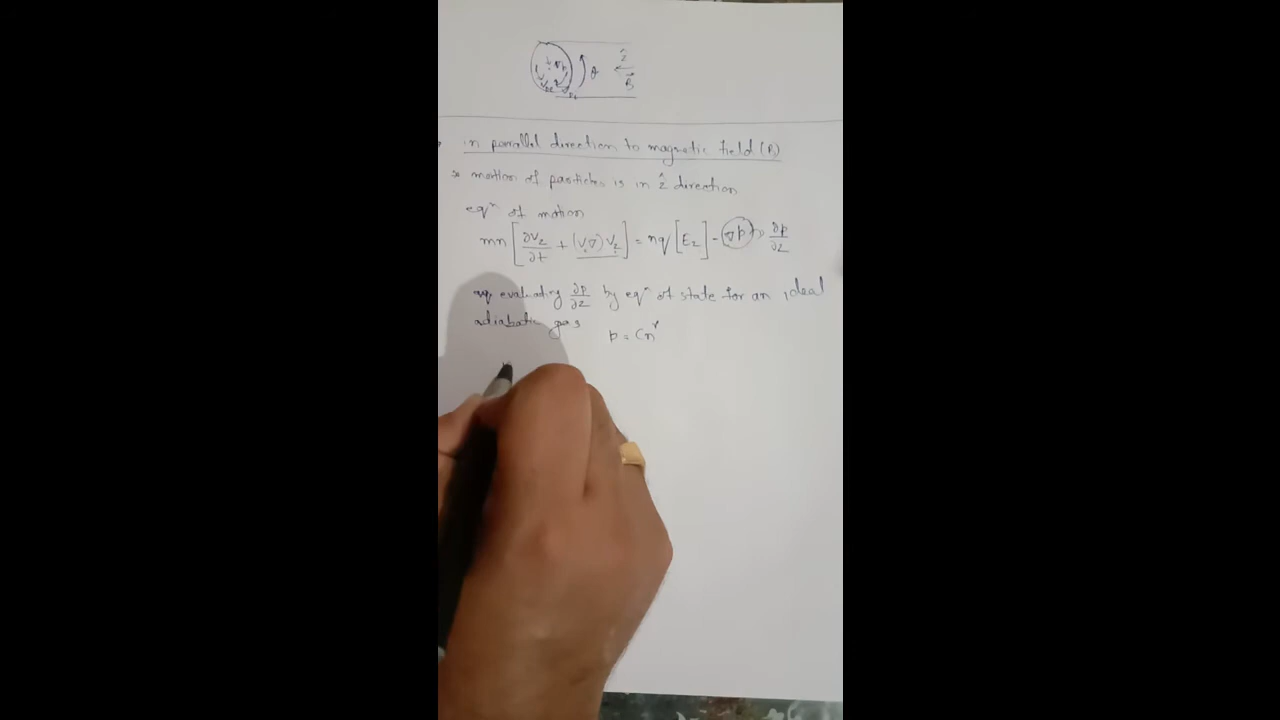 θ ẑ
B⃗
in parallel direction to magnetic field (B)
motion of particles is in ẑ direction
eqⁿ of motion
mn [∂V_z/∂t + (V·∇)V_z] = nq [E_z] - ∇p → ∂p/∂z
evaluating ∂p/∂z by eqⁿ of state for an ideal
adiabatic gas p = Cn^γ